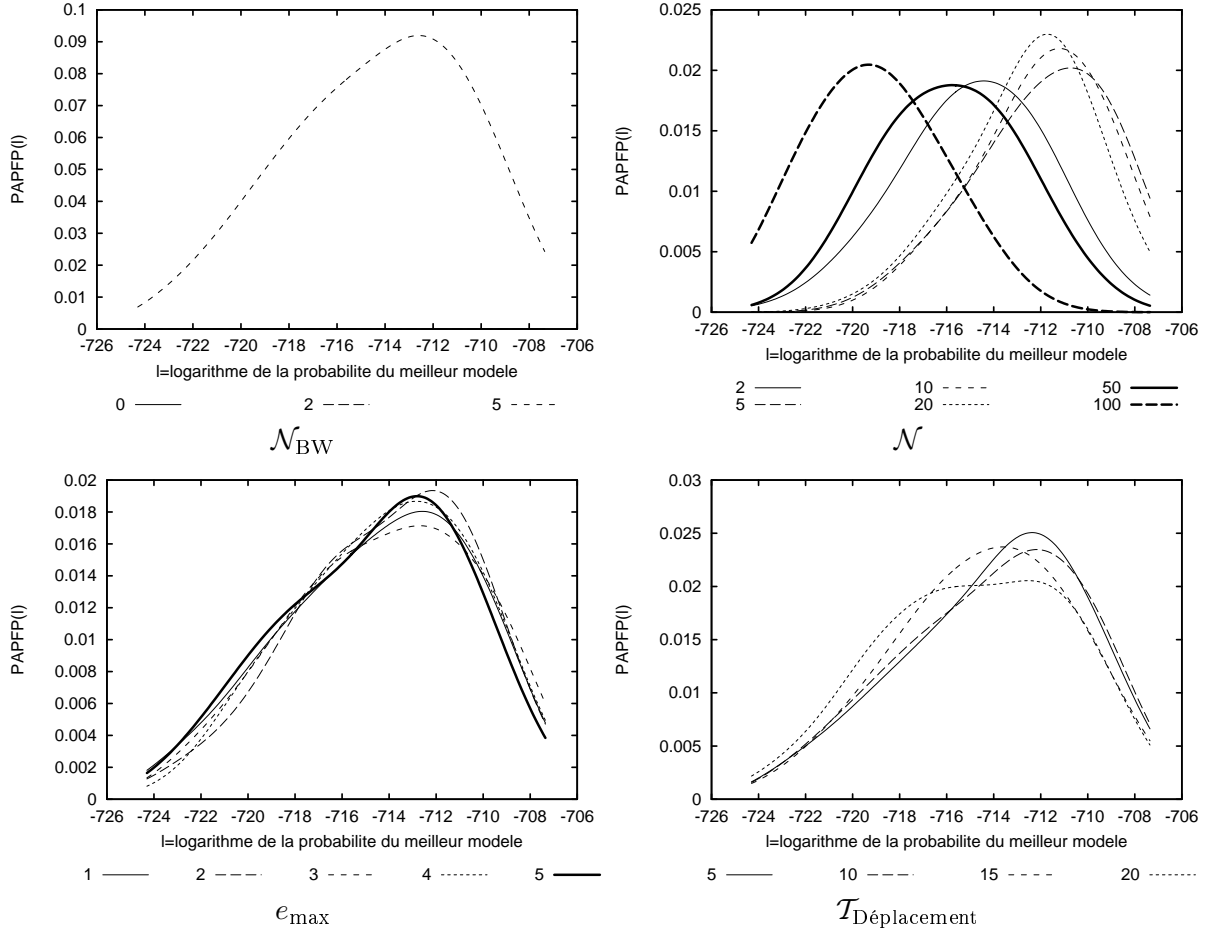 0.1
0.09
0.08
0.07
0.06
0.05
0.04
0.03
0.02
0.01
0
PAPFP(l)
-726 -724 -722 -720 -718 -716 -714 -712 -710 -708 -706
l=logarithme de la probabilite du meilleur modele
0 2 5
𝒩BW
0.025
0.02
0.015
0.01
0.005
0
PAPFP(l)
-726 -724 -722 -720 -718 -716 -714 -712 -710 -708 -706
l=logarithme de la probabilite du meilleur modele
2 10 50
5 20 100
𝒩
0.02
0.018
0.016
0.014
0.012
0.01
0.008
0.006
0.004
0.002
0
PAPFP(l)
-726 -724 -722 -720 -718 -716 -714 -712 -710 -708 -706
l=logarithme de la probabilite du meilleur modele
1 2 3 4 5
emax
0.03
0.025
0.02
0.015
0.01
0.005
0
PAPFP(l)
-726 -724 -722 -720 -718 -716 -714 -712 -710 -708 -706
l=logarithme de la probabilite du meilleur modele
5 10 15 20
𝒯Déplacement